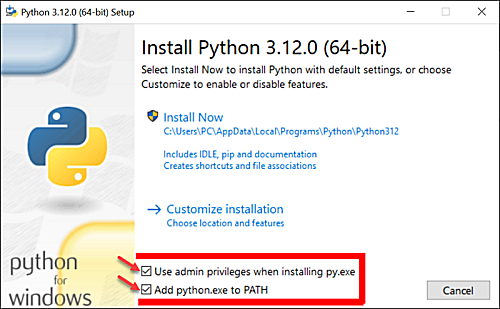 Python 3.12.0 (64-bit) Setup
Install Python 3.12.0 (64-bit)
Select Install Now to install Python with default settings, or choose
Customize to enable or disable features.
Install Now
C:\Users\PC\AppData\Local\Programs\Python\Python312
Includes IDLE, pip and documentation
Creates shortcuts and file associations
Customize installation
Choose location and features
Use admin privileges when installing py.exe
Add python.exe to PATH
python
for
windows
Cancel